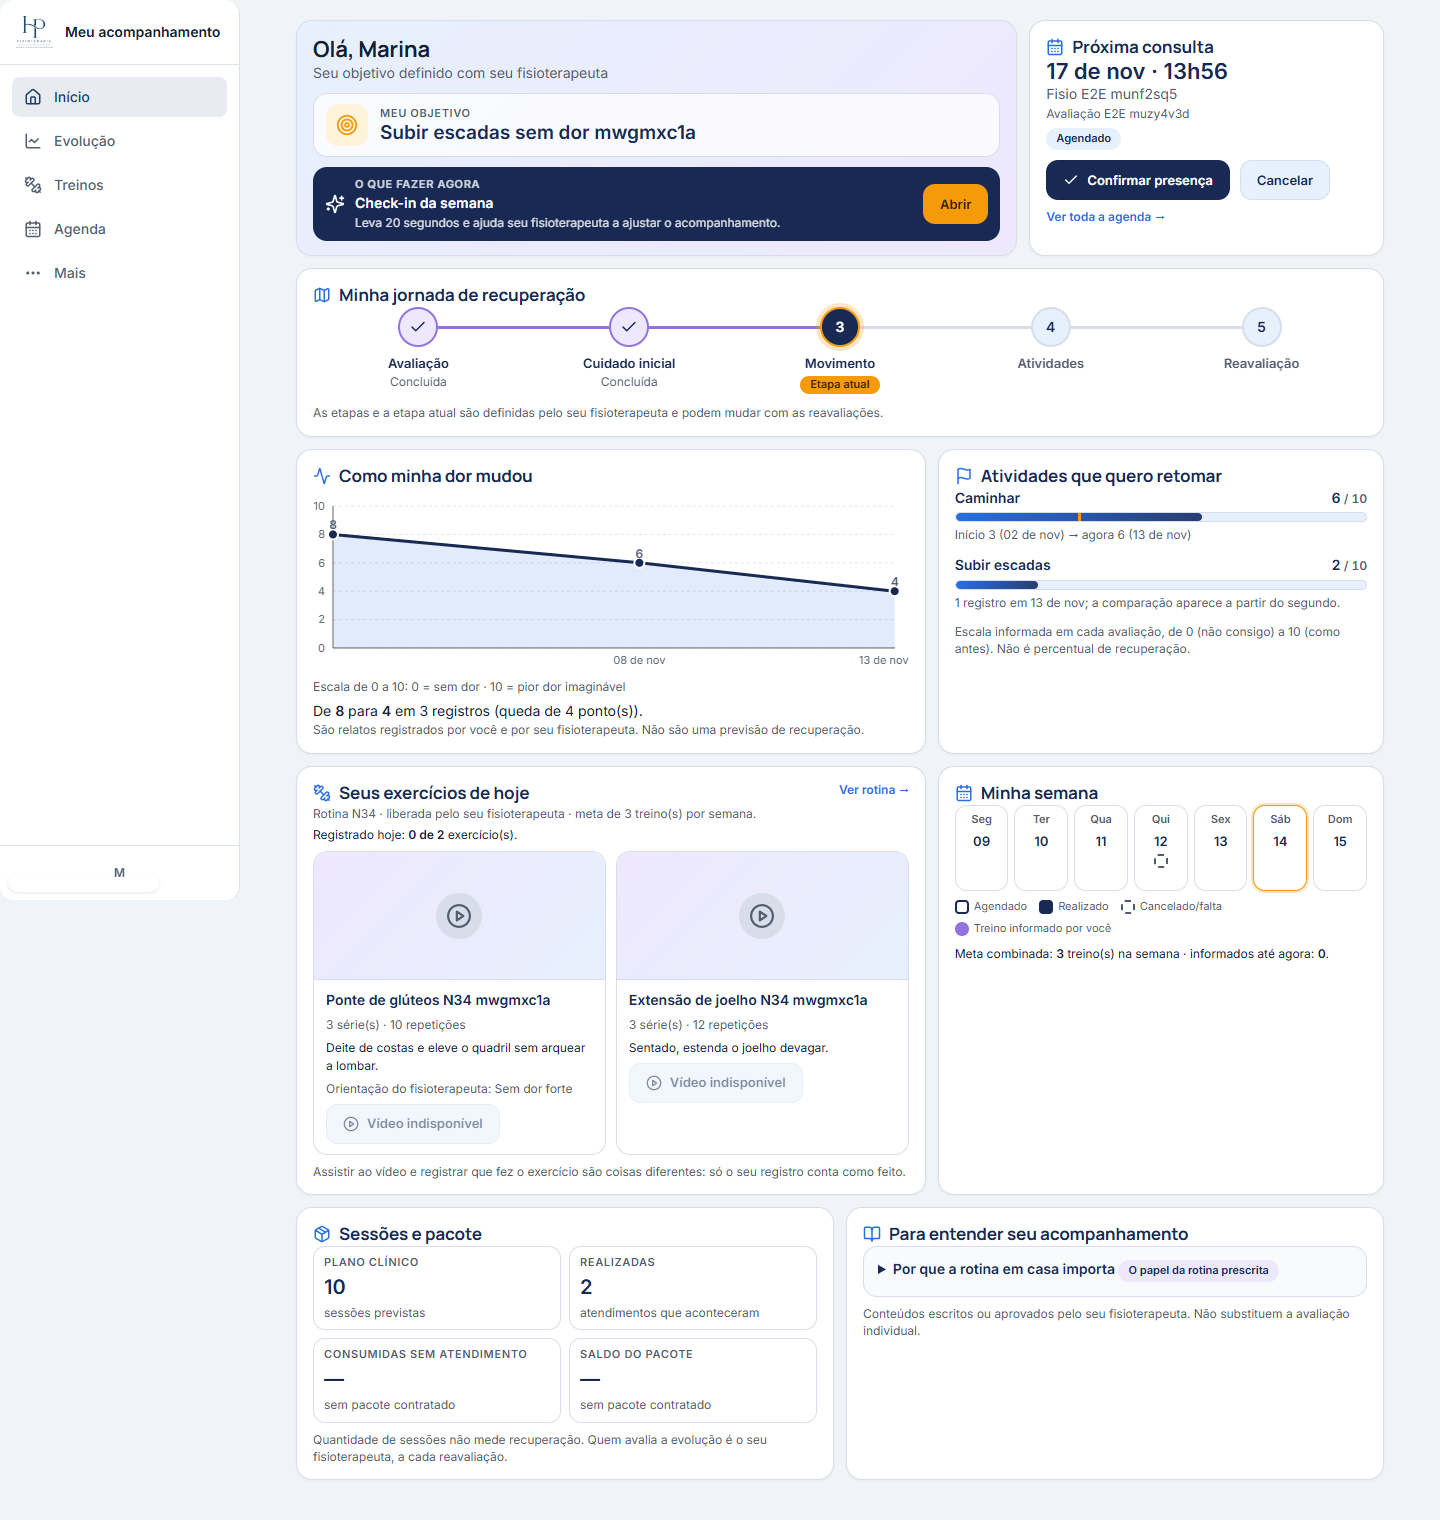 HP
FISIOTERAPIA
Meu acompanhamento
Início
Evolução
Treinos
Agenda
Mais
M
Olá, Marina
Seu objetivo definido com seu fisioterapeuta
MEU OBJETIVO
Subir escadas sem dor mwgmxc1a
O QUE FAZER AGORA
Check-in da semana
Leva 20 segundos e ajuda seu fisioterapeuta a ajustar o acompanhamento.
Abrir
Próxima consulta
17 de nov · 13h56
Fisio E2E munf2sq5
Avaliação E2E muzy4v3d
Agendado
Confirmar presença
Cancelar
Ver toda a agenda →
Minha jornada de recuperação
3
4
5
Avaliação
Cuidado inicial
Movimento
Atividades
Reavaliação
Concluída
Concluída
Etapa atual
As etapas e a etapa atual são definidas pelo seu fisioterapeuta e podem mudar com as reavaliações.
Como minha dor mudou
10
8
6
4
2
0
8
6
4
08 de nov
13 de nov
Escala de 0 a 10: 0 = sem dor · 10 = pior dor imaginável
De 8 para 4 em 3 registros (queda de 4 ponto(s)).
São relatos registrados por você e por seu fisioterapeuta. Não são uma previsão de recuperação.
Atividades que quero retomar
Caminhar 6 / 10
Início 3 (02 de nov) → agora 6 (13 de nov)
Subir escadas 2 / 10
1 registro em 13 de nov; a comparação aparece a partir do segundo.
Escala informada em cada avaliação, de 0 (não consigo) a 10 (como
antes). Não é percentual de recuperação.
Seus exercícios de hoje
Ver rotina →
Rotina N34 · liberada pelo seu fisioterapeuta · meta de 3 treino(s) por semana.
Registrado hoje: 0 de 2 exercício(s).
Ponte de glúteos N34 mwgmxc1a
3 série(s) · 10 repetições
Deite de costas e eleve o quadril sem arquear
a lombar.
Orientação do fisioterapeuta: Sem dor forte
Vídeo indisponível
Extensão de joelho N34 mwgmxc1a
3 série(s) · 12 repetições
Sentado, estenda o joelho devagar.
Vídeo indisponível
Assistir ao vídeo e registrar que fez o exercício são coisas diferentes: só o seu registro conta como feito.
Minha semana
Seg Ter Qua Qui Sex Sáb Dom
09 10 11 12 13 14 15
Agendado Realizado Cancelado/falta
Treino informado por você
Meta combinada: 3 treino(s) na semana · informados até agora: 0.
Sessões e pacote
PLANO CLÍNICO
10
sessões previstas
REALIZADAS
2
atendimentos que aconteceram
CONSUMIDAS SEM ATENDIMENTO
—
sem pacote contratado
SALDO DO PACOTE
—
sem pacote contratado
Quantidade de sessões não mede recuperação. Quem avalia a evolução é o seu
fisioterapeuta, a cada reavaliação.
Para entender seu acompanhamento
Por que a rotina em casa importa O papel da rotina prescrita
Conteúdos escritos ou aprovados pelo seu fisioterapeuta. Não substituem a avaliação
individual.